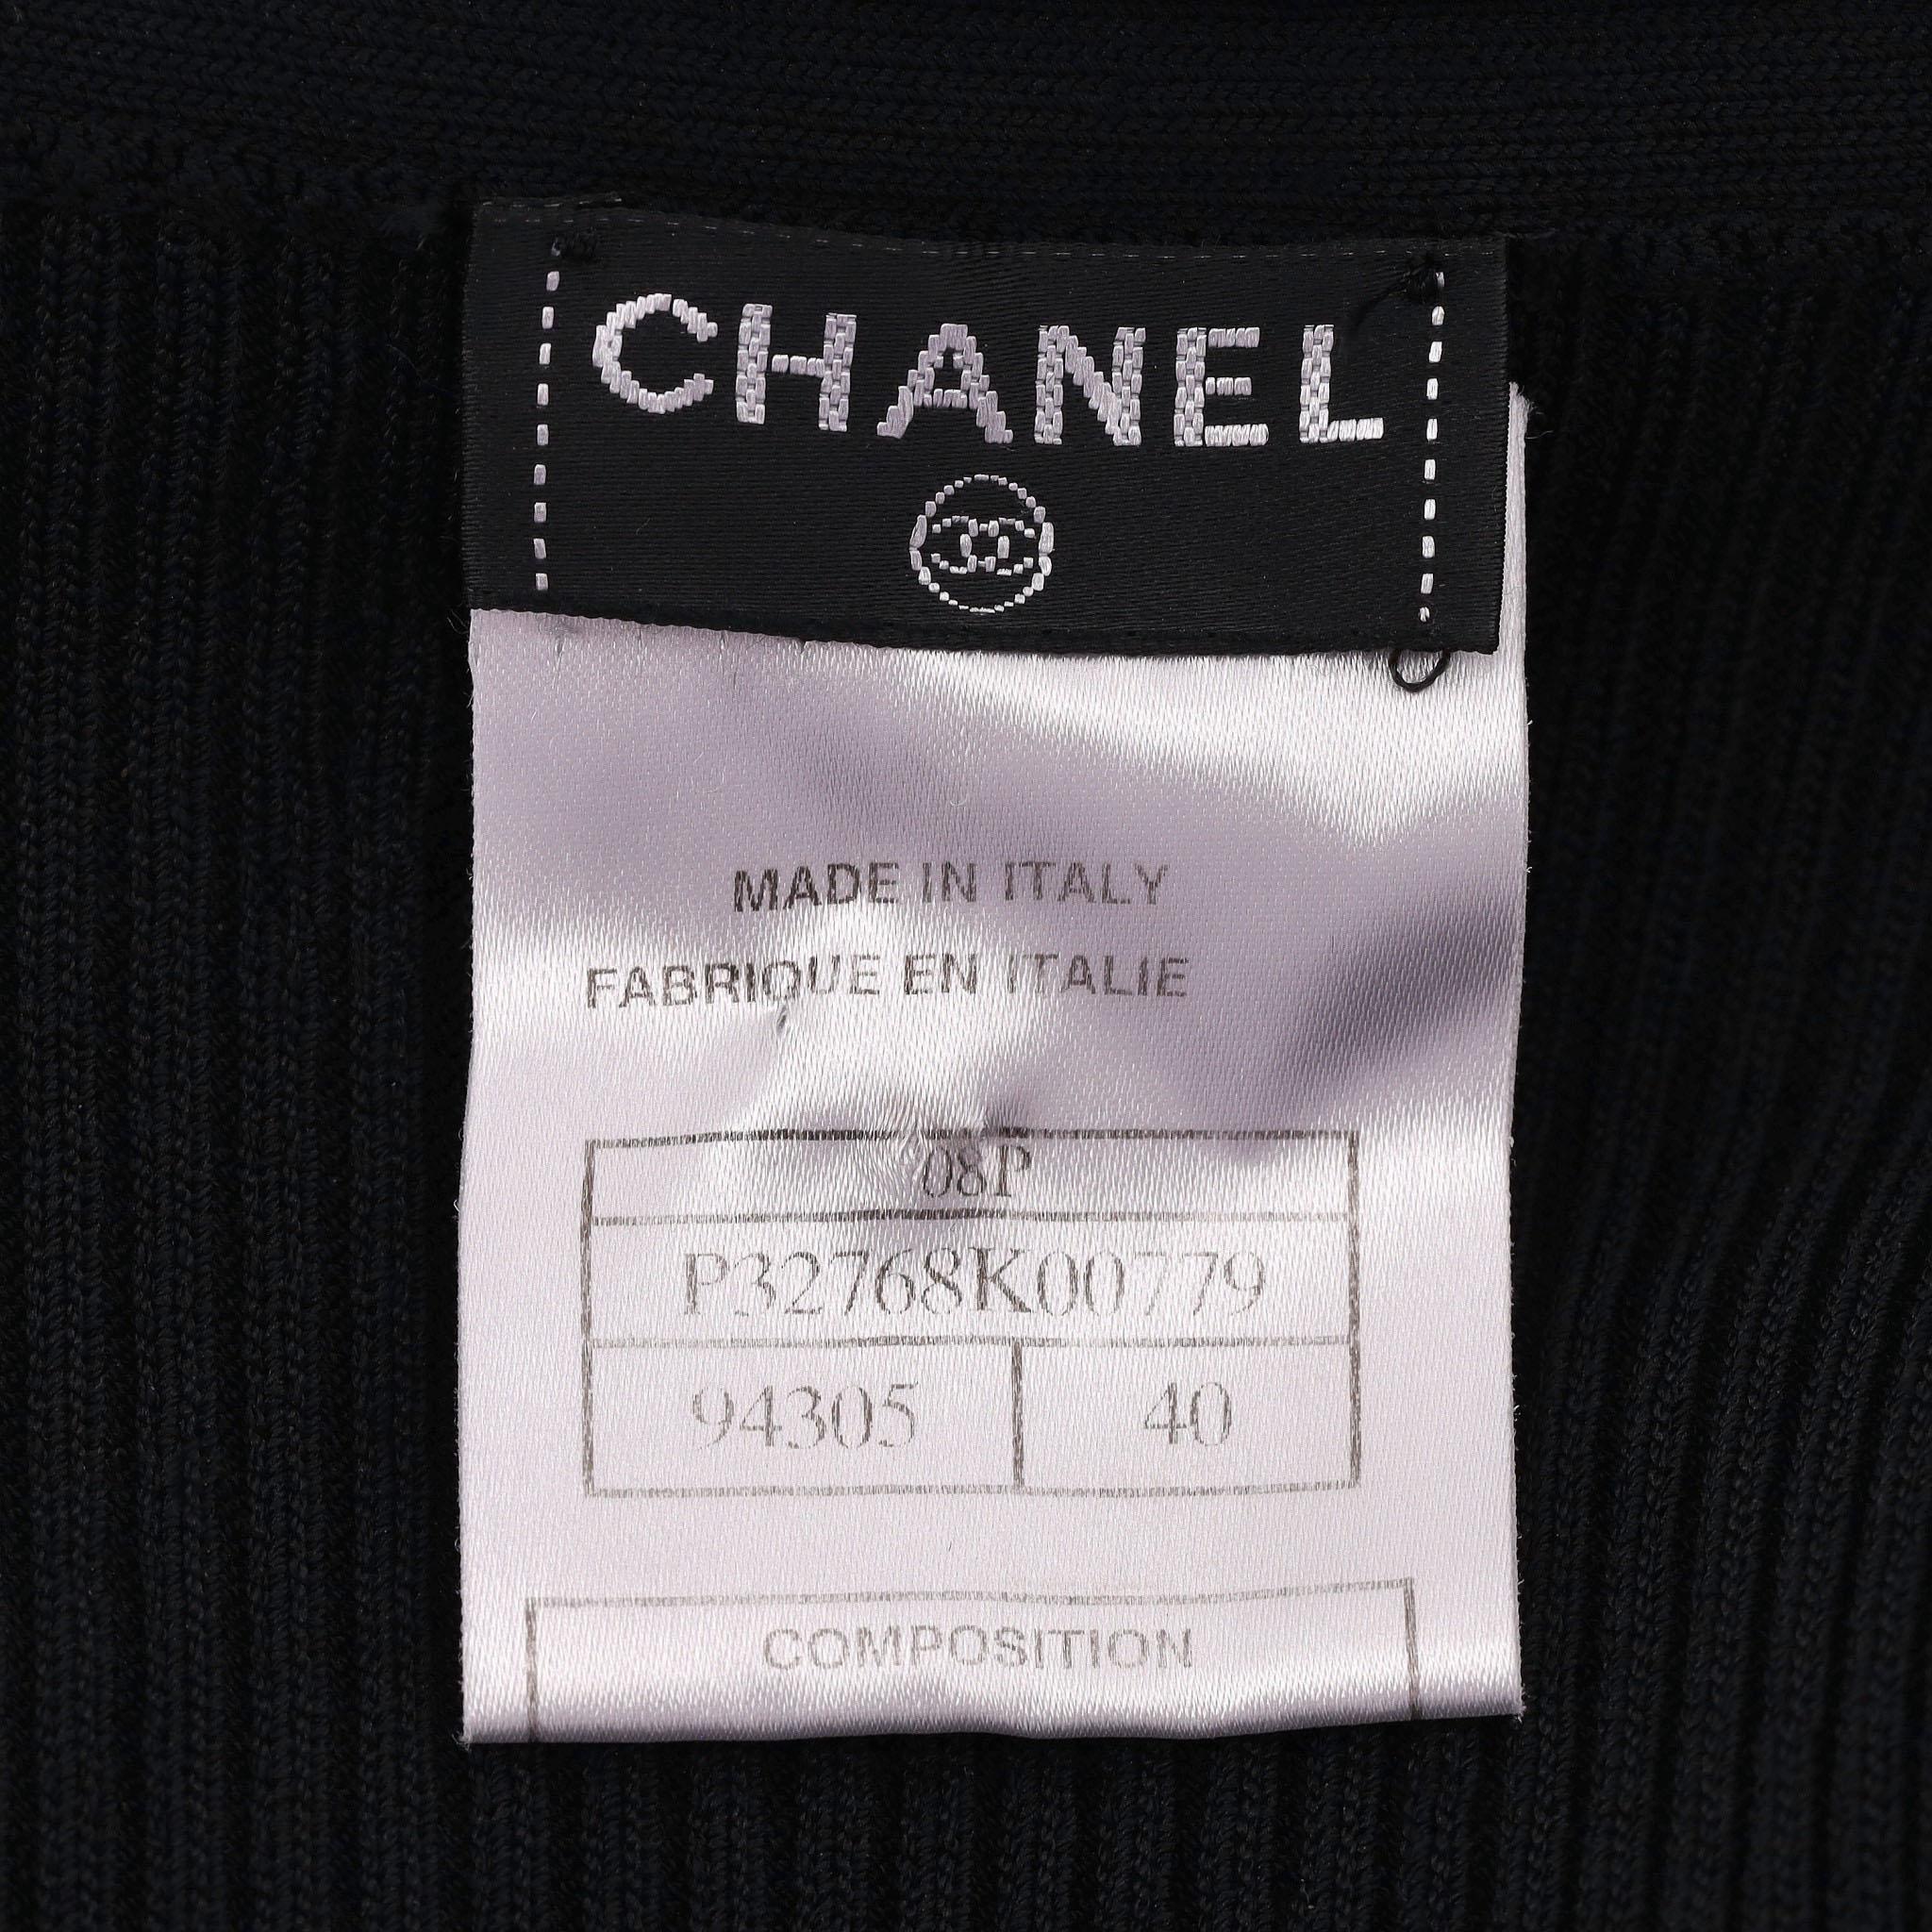 CHANEL
MADE IN ITALY
FABRIQUE EN ITALIE
08P
P32768K00779
94305 40
COMPOSITION